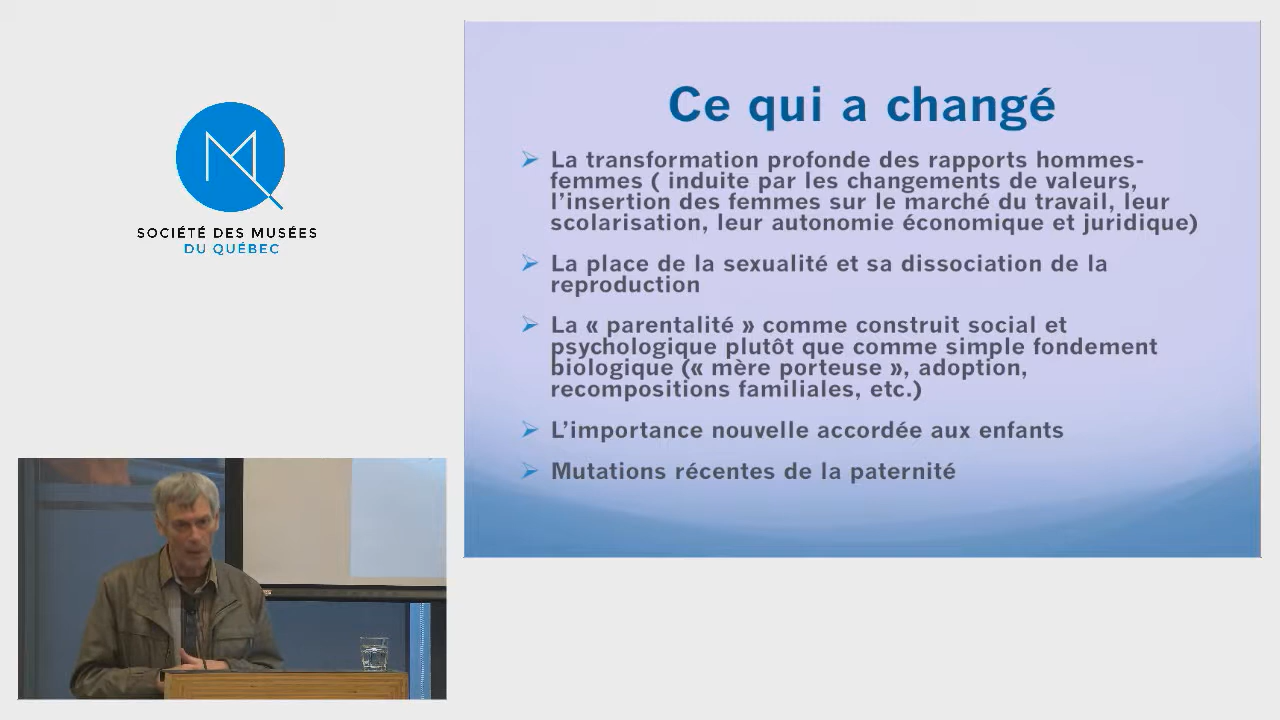 SOCIÉTÉ DES MUSÉES
DU QUÉBEC
Ce qui a changé
La transformation profonde des rapports hommes-
femmes ( induite par les changements de valeurs,
l’insertion des femmes sur le marché du travail, leur
scolarisation, leur autonomie économique et juridique)
La place de la sexualité et sa dissociation de la
reproduction
La « parentalité » comme construit social et
psychologique plutôt que comme simple fondement
biologique (« mère porteuse », adoption,
recompositions familiales, etc.)
L’importance nouvelle accordée aux enfants
Mutations récentes de la paternité